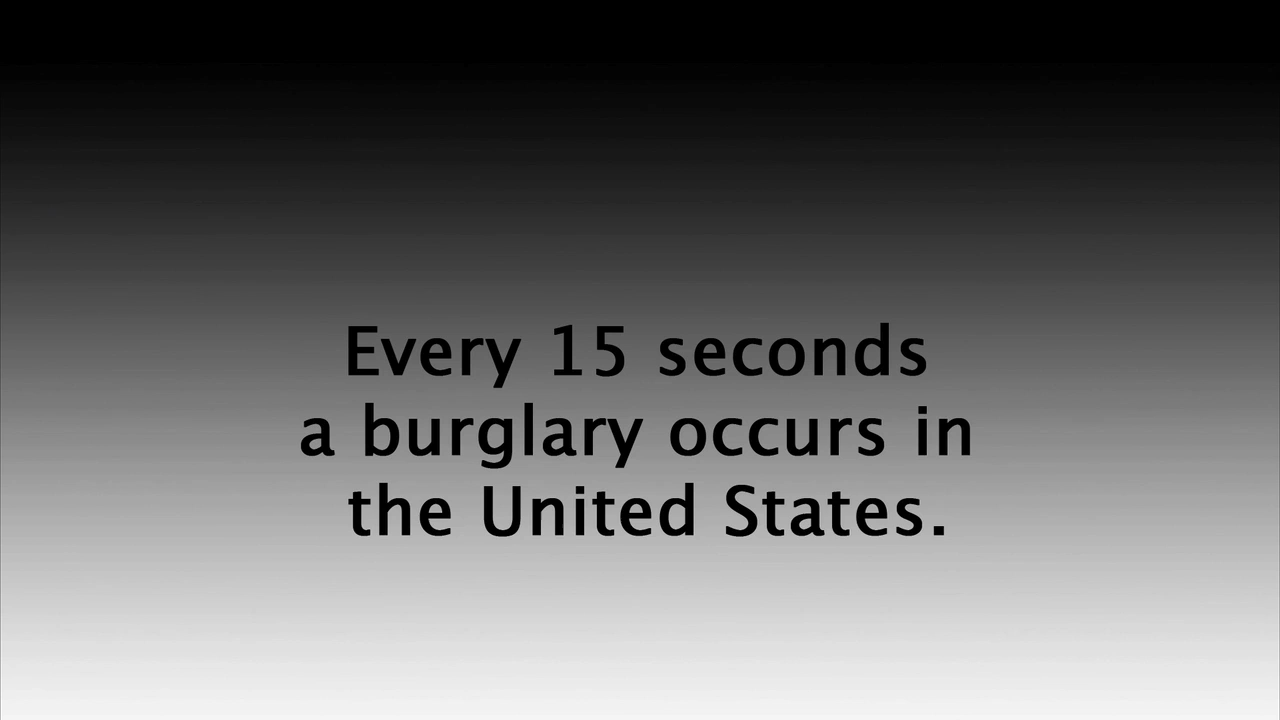 Every 15 seconds
a burglary occurs in
the United States.